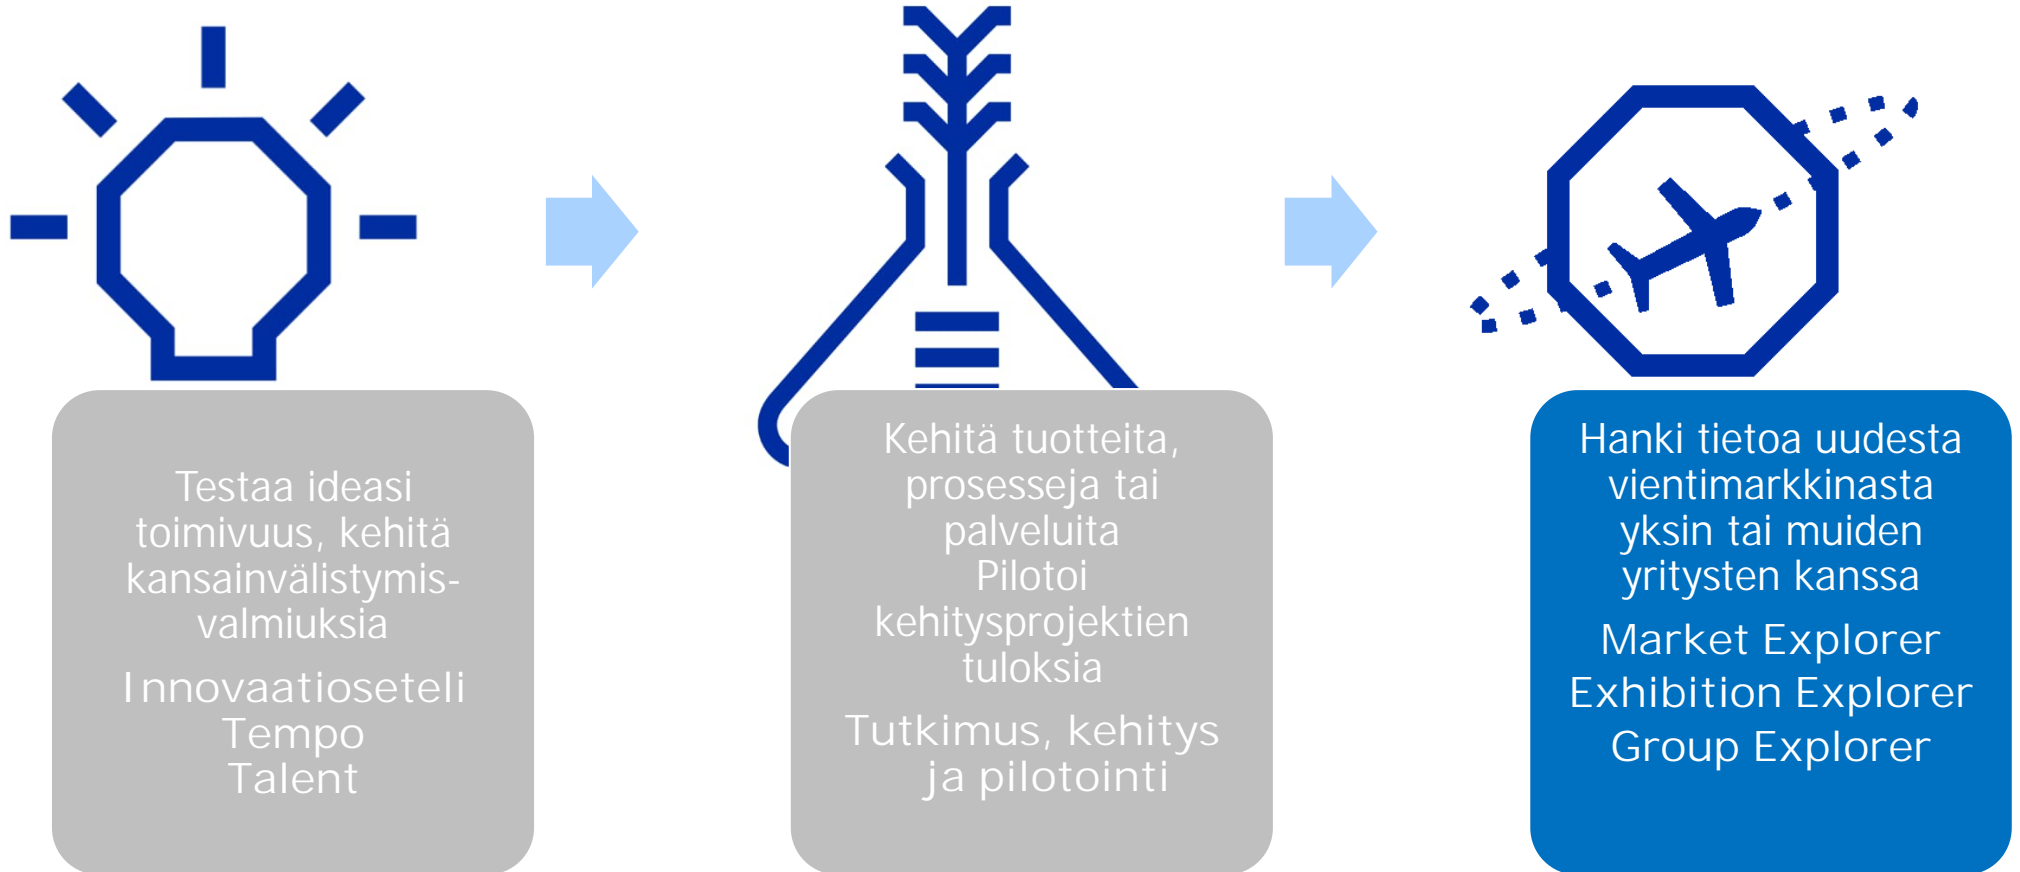 Testaa ideasi
toimivuus, kehitä
kansainvälistymis-
valmiuksia
Innovaatioseteli
Tempo
Talent
Kehitä tuotteita,
prosesseja tai
palveluita
Pilotoi
kehitysprojektien
tuloksia
Tutkimus, kehitys
ja pilotointi
Hanki tietoa uudesta
vientimarkkinasta
yksin tai muiden
yritysten kanssa
Market Explorer
Exhibition Explorer
Group Explorer